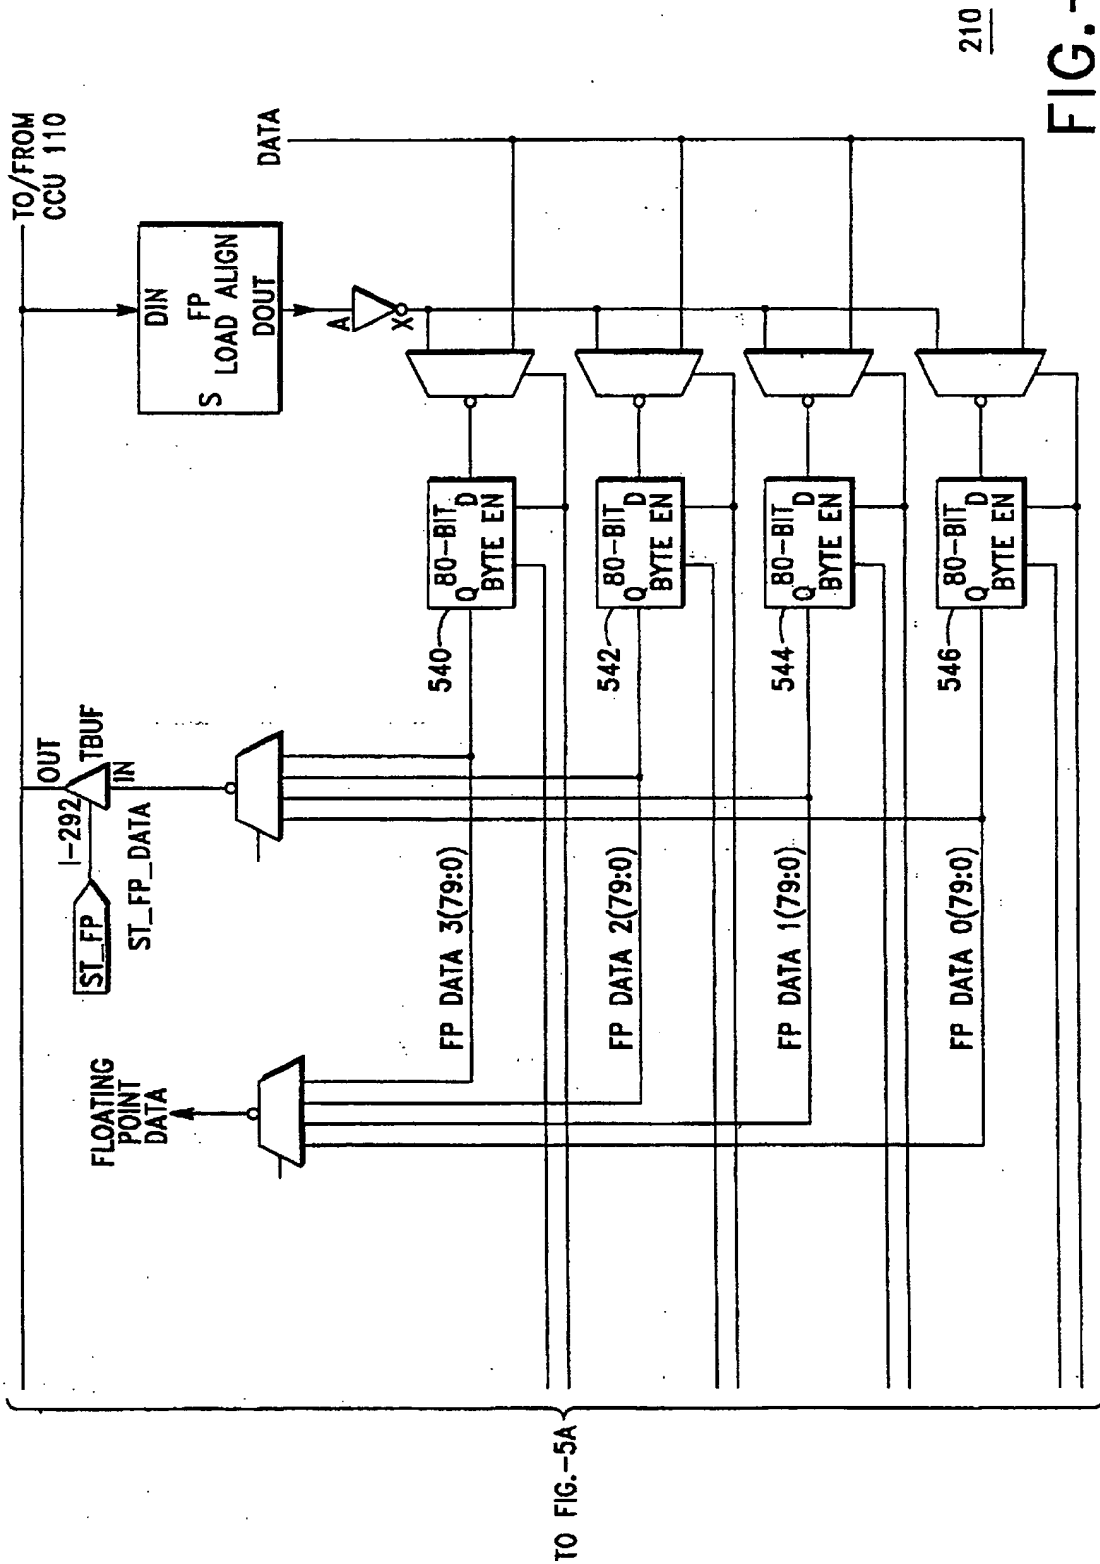 TO/FROM
CCU 110
DIN
FP
LOAD ALIGN
DOUT
S
A
X
DATA
210
FIG.-
OUT
TBUF
IN
I-292
ST_FP
ST_FP_DATA
FLOATING
POINT
DATA
80-BIT
Q D
BYTE EN
540
FP DATA 3(79:0)
80-BIT
Q D
BYTE EN
542
FP DATA 2(79:0)
80-BIT
Q D
BYTE EN
544
FP DATA 1(79:0)
80-BIT
Q D
BYTE EN
546
FP DATA 0(79:0)
TO FIG.-5A